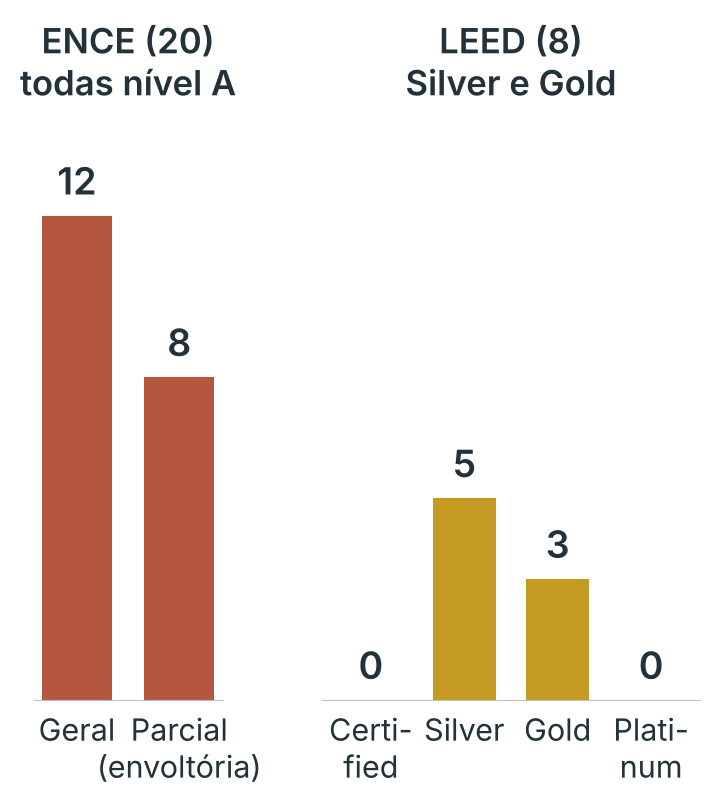 ENCE (20)
todas nível A
12
8
Geral
Parcial
(envoltória)
LEED (8)
Silver e Gold
0
5
3
0
Certi-
fied
Silver
Gold
Plati-
num